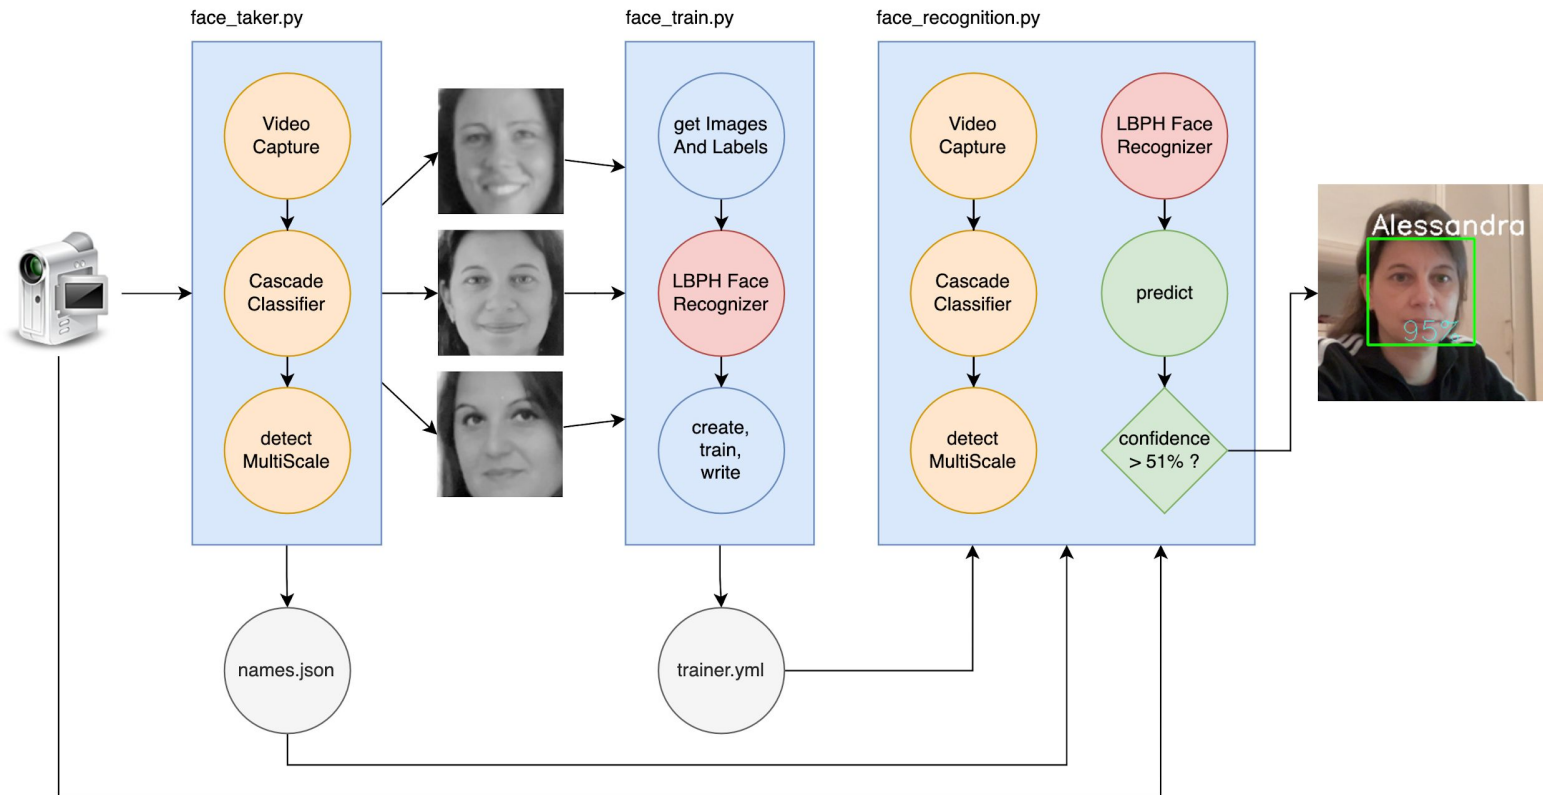 face_taker.py
face_train.py
face_recognition.py
Video
Capture
Cascade
Classifier
detect
MultiScale
get Images
And Labels
LBPH Face
Recognizer
create,
train,
write
Video
Capture
Cascade
Classifier
detect
MultiScale
LBPH Face
Recognizer
predict
confidence
> 51% ?
Alessandra
95%
names.json
trainer.yml